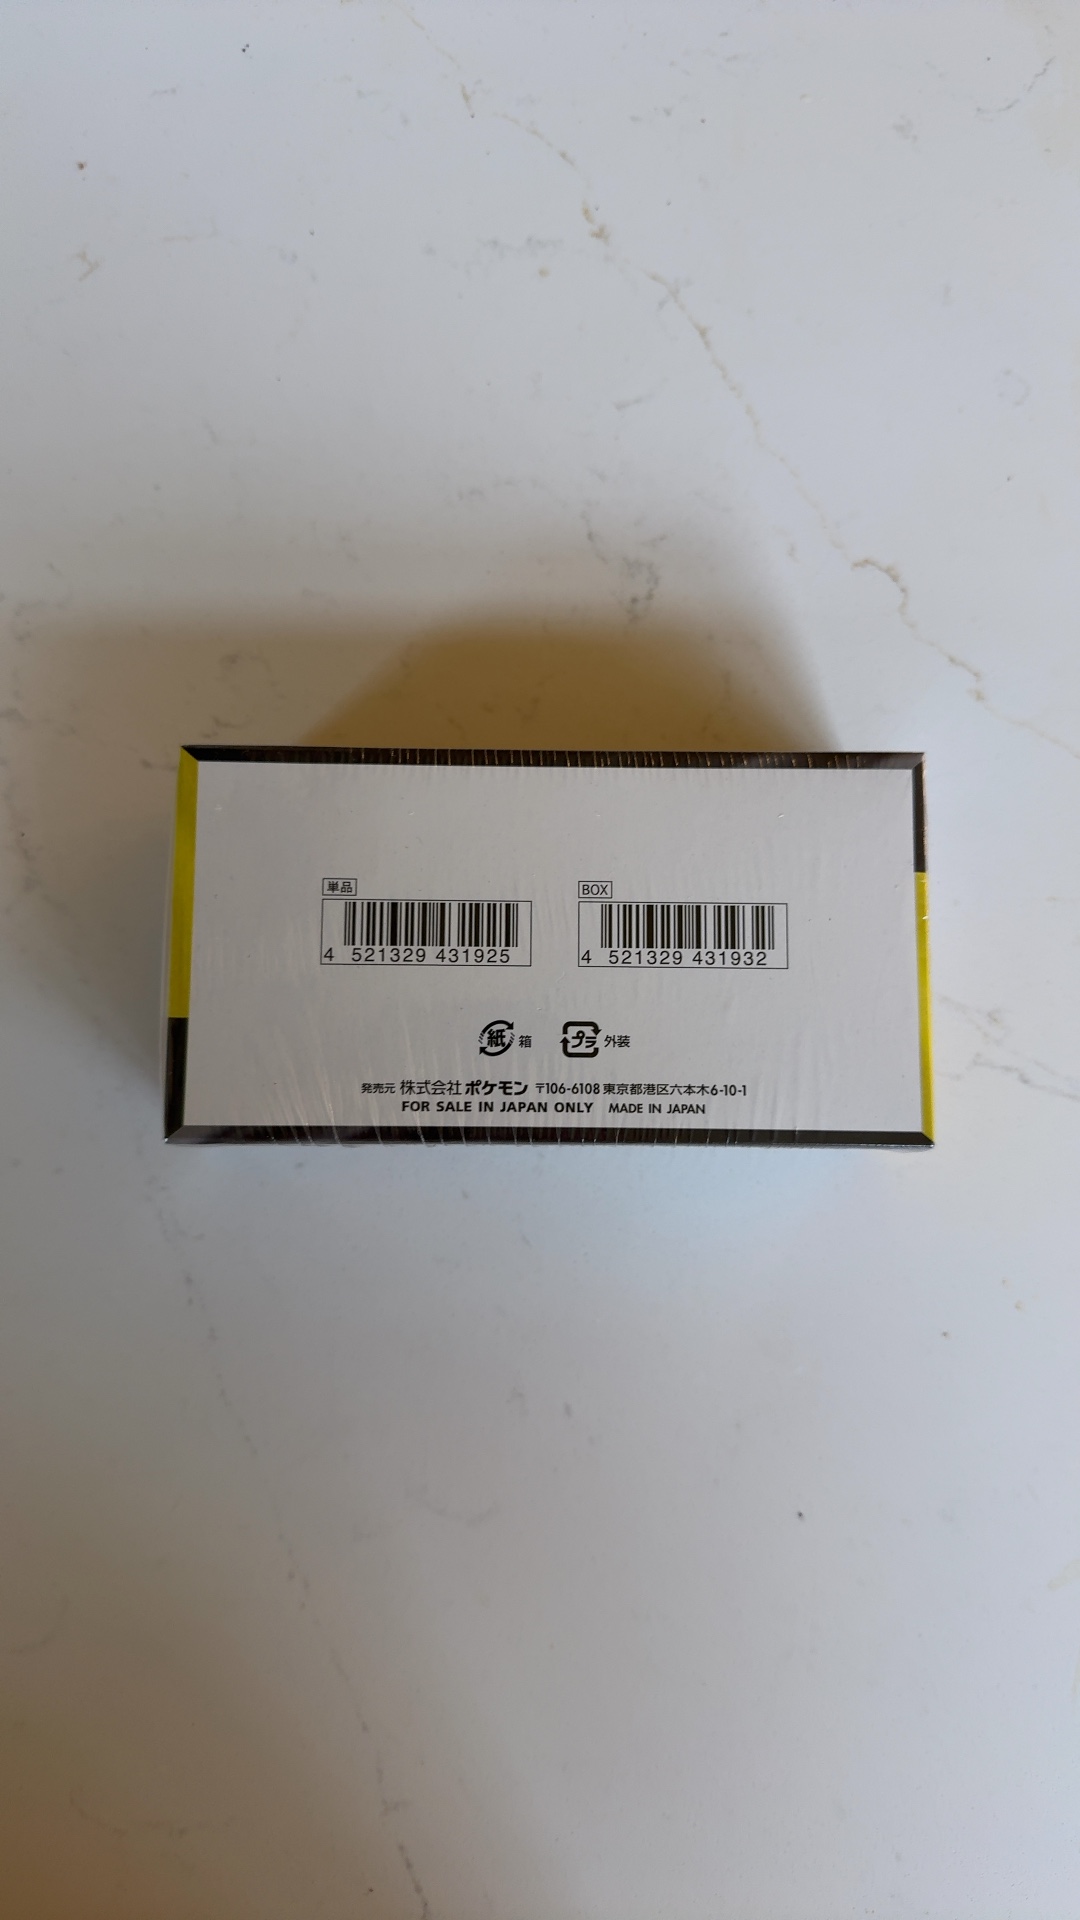 単品
BOX
4 521329 431925
4 521329 431932
紙 箱
プラ 外装
発売元 株式会社ポケモン 〒106-6108 東京都港区六本木6-10-1
FOR SALE IN JAPAN ONLY MADE IN JAPAN